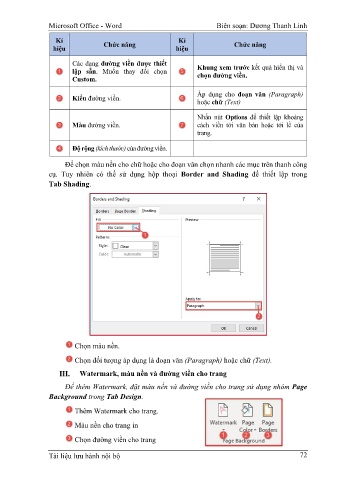 Microsoft Office - Word
Biên soạn: Dương Thanh Linh
Kí hiệu
Chức năng
Kí hiệu
Chức năng
1
Các dạng đường viền được thiết
lập sẵn. Muốn thay đổi chọn
Custom.
5
Khung xem trước kết quả hiển thị và
chọn đường viền.
2
Kiểu đường viền.
6
Áp dụng cho đoạn văn (Paragraph)
hoặc chữ (Text)
3
Màu đường viền.
7
Nhấn nút Options để thiết lập khoảng
cách viền tới văn bản hoặc tới lề của
trang.
4
Độ rộng (kích thước) của đường viền.
Để chọn màu nền cho chữ hoặc cho đoạn văn chọn nhanh các mục trên thanh công
cụ. Tuy nhiên có thể sử dụng hộp thoại Border and Shading để thiết lập trong
Tab Shading.
Borders and Shading
? ×
Borders Page Border Shading
Fill
No Color
1
Patterns
Style: Clear
Color: Automatic
Preview
Apply to:
Paragraph
2
OK Cancel
1 Chọn màu nền.
2 Chọn đối tượng áp dụng là đoạn văn (Paragraph) hoặc chữ (Text).
III. Watermark, màu nền và đường viền cho trang
Để thêm Watermark, đặt màu nền và đường viền cho trang sử dụng nhóm Page
Background trong Tab Design.
1 Thêm Watermark cho trang.
2 Màu nền cho trang in
3 Chọn đường viền cho trang
Watermark Page Color Page Borders
1 2 3
Page Background
Tài liệu lưu hành nội bộ
72